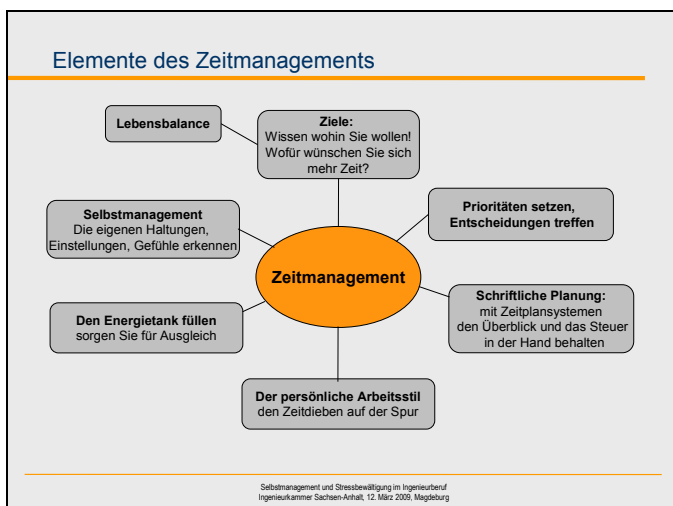 Elemente des Zeitmanagements
Lebensbalance
Ziele:
Wissen wohin Sie wollen!
Wofür wünschen Sie sich
mehr Zeit?
Prioritäten setzen,
Entscheidungen treffen
Selbstmanagement
Die eigenen Haltungen,
Einstellungen, Gefühle erkennen
Zeitmanagement
Schriftliche Planung:
mit Zeitplansystemen
den Überblick und das Steuer
in der Hand behalten
Den Energietank füllen
sorgen Sie für Ausgleich
Der persönliche Arbeitsstil
den Zeitdieben auf der Spur
Selbstmanagement und Stressbewältigung im Ingenieurberuf
Ingenieurkammer Sachsen-Anhalt, 12. März 2009, Magdeburg